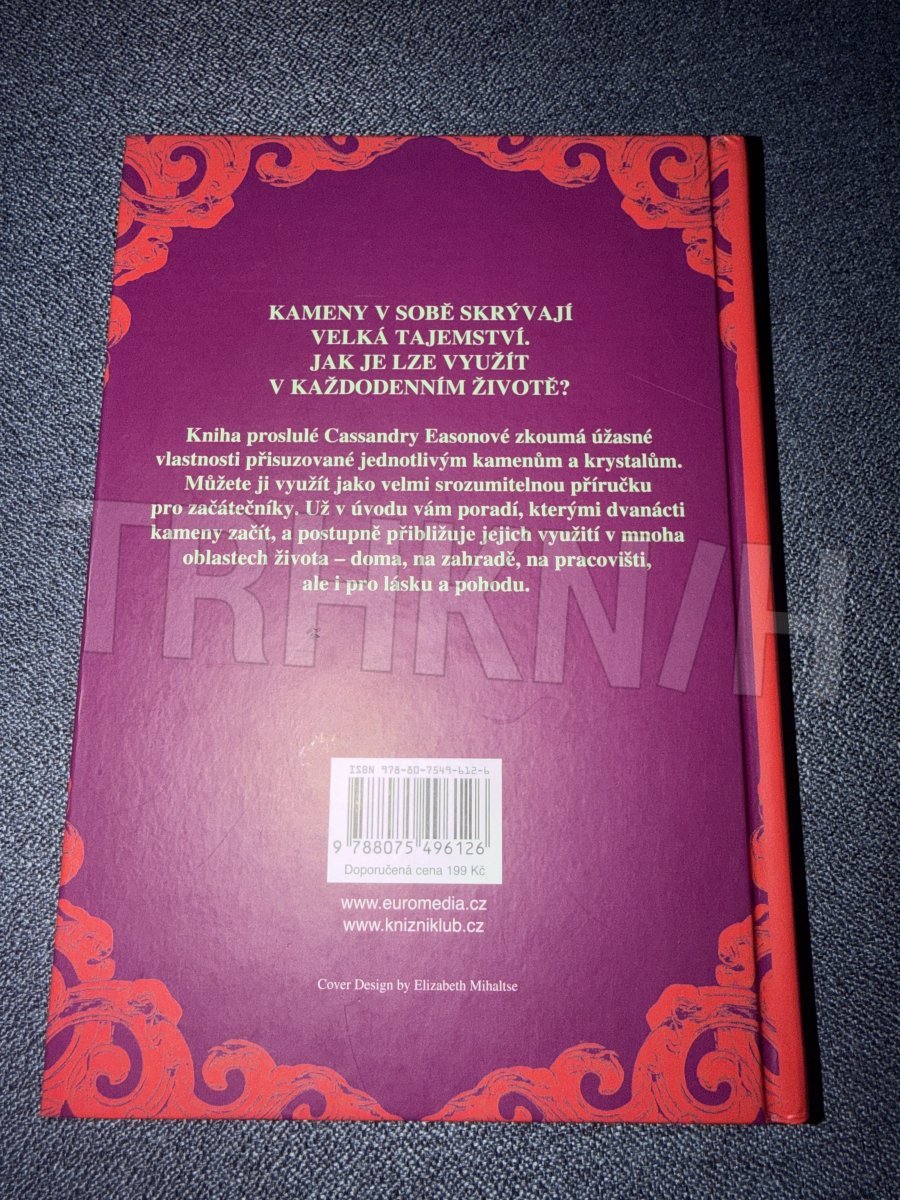 KAMENY V SOBĚ SKRÝVAJÍ
VELKÁ TAJEMSTVÍ.
JAK JE LZE VYUŽÍT
V KAŽDODENNÍM ŽIVOTĚ?
Kniha proslulé Cassandry Easonové zkoumá úžasné
vlastnosti přisuzované jednotlivým kamenům a krystalům.
Můžete ji využít jako velmi srozumitelnou příručku
pro začátečníky. Už v úvodu vám poradí, kterými dvanácti
kameny začít, a postupně přibližuje jejich využití v mnoha
oblastech života – doma, na zahradě, na pracovišti,
ale i pro lásku a pohodu.
TRHKNIH
ISBN 978-80-7549-612-6
9 788075 496126
Doporučená cena 199 Kč
www.euromedia.cz
www.knizniklub.cz
Cover Design by Elizabeth Mihaltse